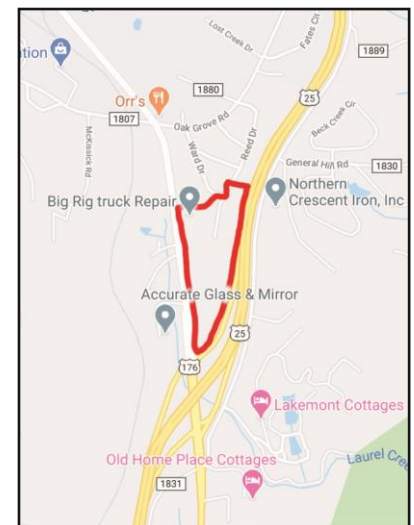 Lost Creek Dr
Fates Cir
1889
tion
1880
Orr's
25
1807
Oak Grove Rd
Beck Creek Cir
McKissick Rd
Ward Dr
Reed Dr
General Hill Rd
1830
Big Rig truck Repair
Northern
Crescent Iron, Inc
Accurate Glass & Mirror
25
176
Lakemont Cottages
Old Home Place Cottages
Laurel Cree
1831